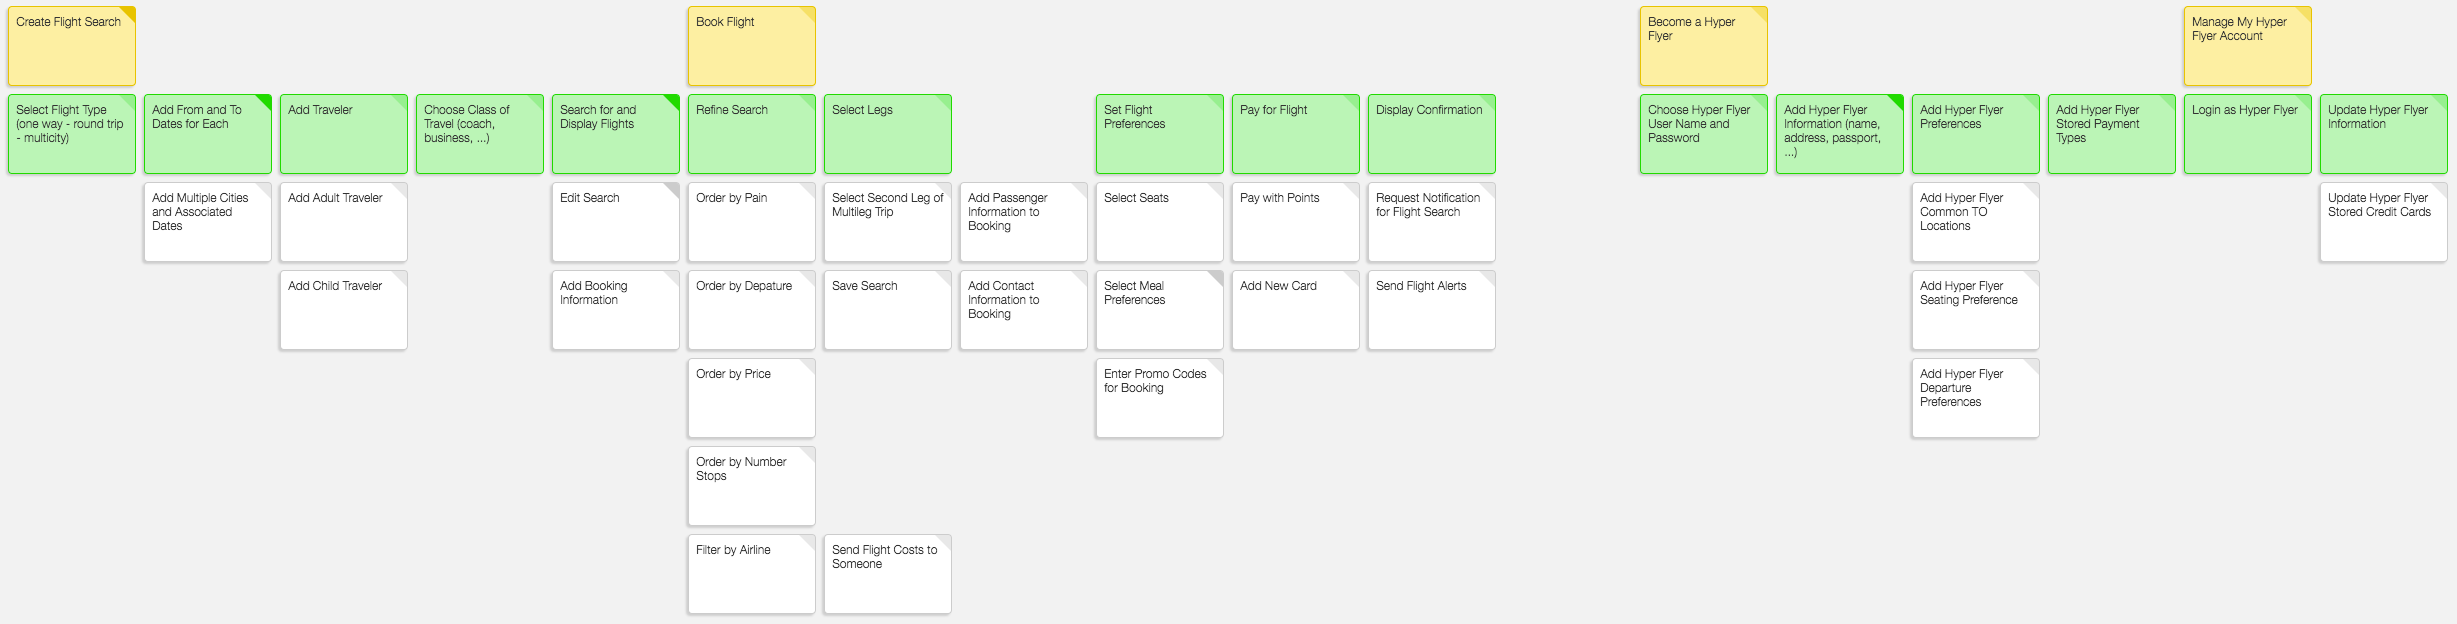 Create Flight Search
Book Flight
Become a Hyper
Flyer
Manage My Hyper
Flyer Account
Select Flight Type
(one way - round trip
- multicity)
Add From and To
Dates for Each
Add Traveler
Choose Class of
Travel (coach,
business, ...)
Search for and
Display Flights
Refine Search
Select Legs
Set Flight
Preferences
Pay for Flight
Display Confirmation
Choose Hyper Flyer
User Name and
Password
Add Hyper Flyer
Information (name,
address, passport,
...)
Add Hyper Flyer
Preferences
Add Hyper Flyer
Stored Payment
Types
Login as Hyper Flyer
Update Hyper Flyer
Information
Add Multiple Cities
and Associated
Dates
Add Adult Traveler
Edit Search
Order by Pain
Select Second Leg of
Multileg Trip
Add Passenger
Information to
Booking
Select Seats
Pay with Points
Request Notification
for Flight Search
Add Hyper Flyer
Common TO
Locations
Update Hyper Flyer
Stored Credit Cards
Add Child Traveler
Add Booking
Information
Order by Depature
Save Search
Add Contact
Information to
Booking
Select Meal
Preferences
Add New Card
Send Flight Alerts
Add Hyper Flyer
Seating Preference
Order by Price
Enter Promo Codes
for Booking
Add Hyper Flyer
Departure
Preferences
Order by Number
Stops
Filter by Airline
Send Flight Costs to
Someone